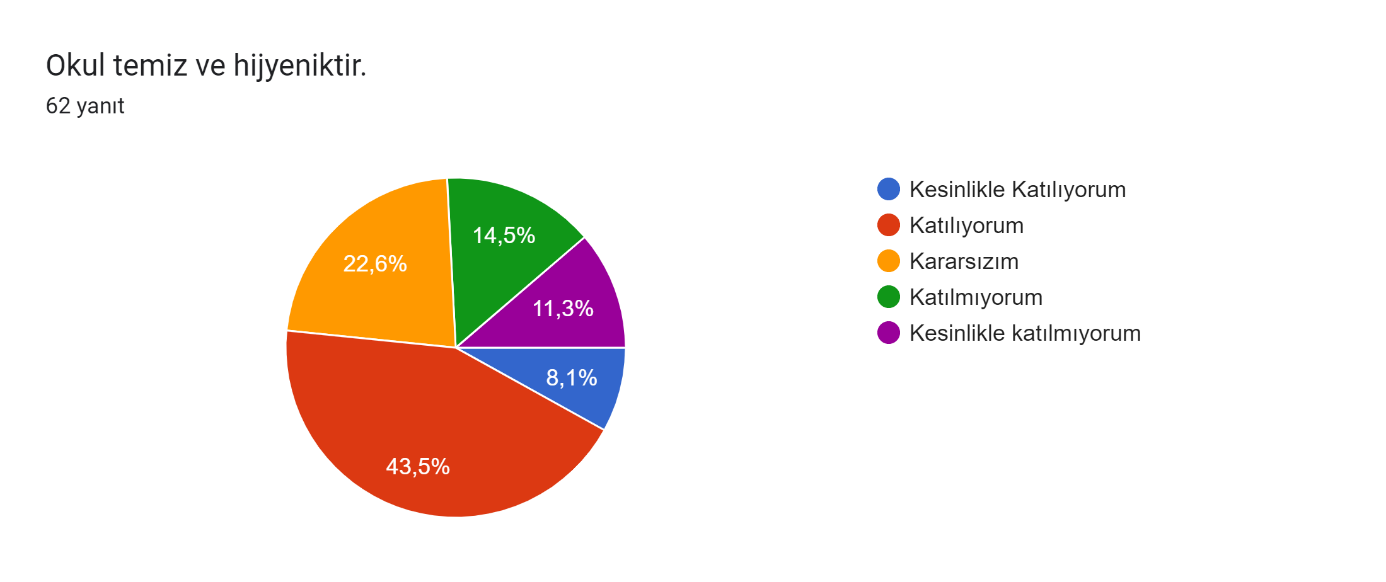 Okul temiz ve hijyeniktir.
62 yanıt
14,5%
22,6%
11,3%
8,1%
43,5%
Kesinlikle Katılıyorum
Katılıyorum
Kararsızım
Katılmıyorum
Kesinlikle katılmıyorum